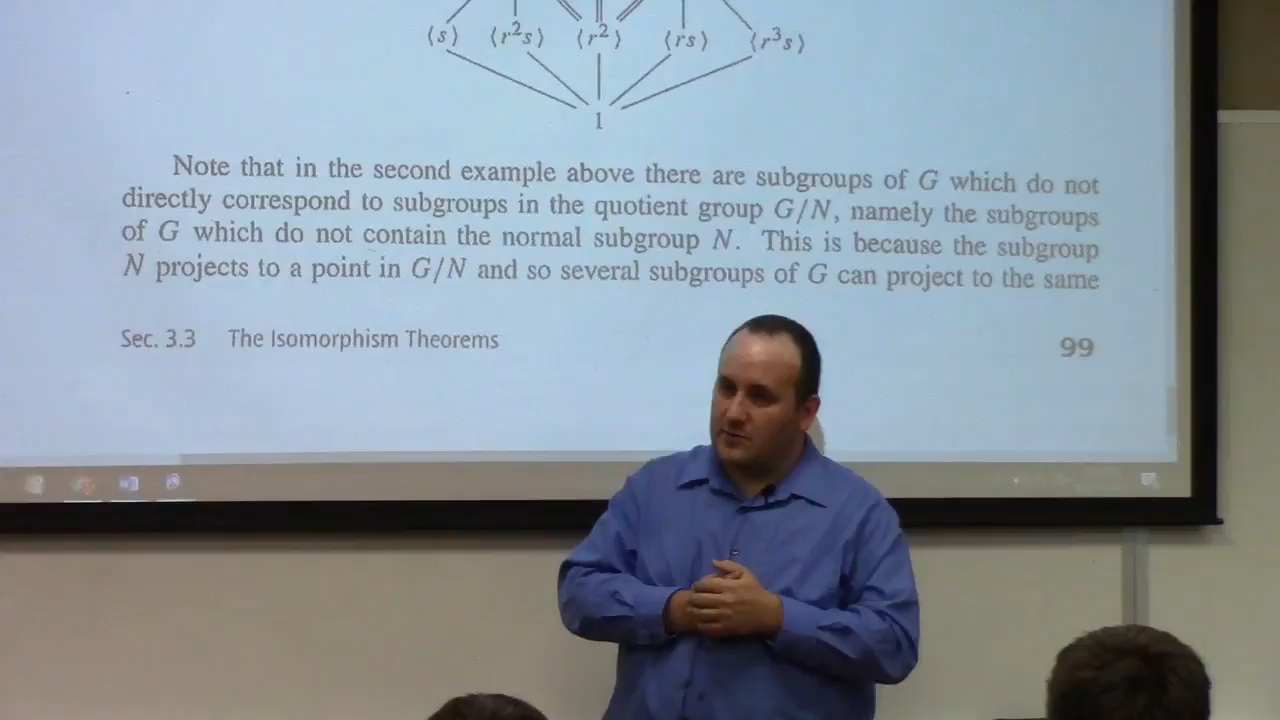 ⟨s⟩ ⟨r²s⟩ ⟨r²⟩ ⟨rs⟩ ⟨r³s⟩
1
Note that in the second example above there are subgroups of G which do not
directly correspond to subgroups in the quotient group G/N, namely the subgroups
of G which do not contain the normal subgroup N. This is because the subgroup
N projects to a point in G/N and so several subgroups of G can project to the same
Sec. 3.3 The Isomorphism Theorems 99